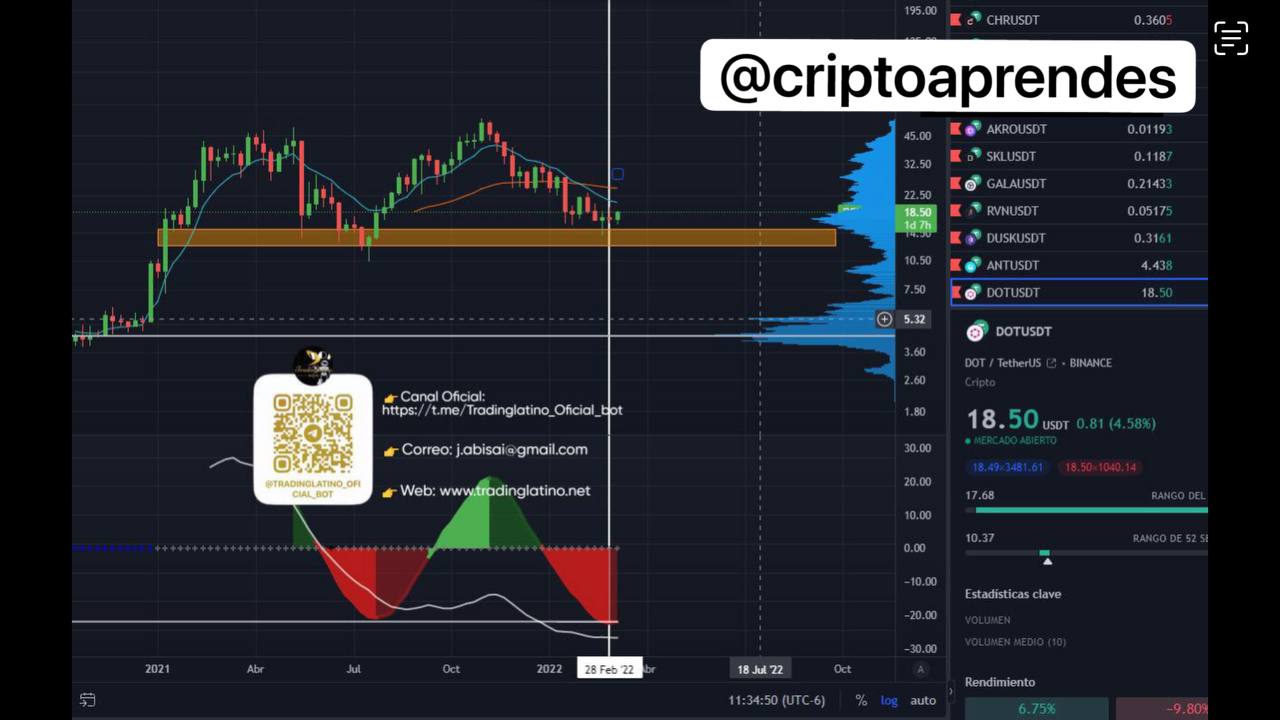 195.00
CHRUSDT 0.3605
@criptoaprendes
45.00
AKROUSDT 0.01193
32.50
SKLUSDT 0.1187
GALAUSDT 0.21433
22.50
RVNUSDT 0.05175
18.50
1d 7h
14.50
DUSKUSDT 0.3161
10.50
ANTUSDT 4.438
7.50
DOTUSDT 18.50
5.32
DOTUSDT
3.60
DOT / TetherUS • BINANCE
2.60
Cripto
1.80
Canal Oficial:
https://t.me/Tradinglatino_Oficial_bot
Correo: j.abisai@gmail.com
Web: www.tradinglatino.net
@TRADINGLATINO_OFI
CIAL_BOT
18.50 USDT 0.81 (4.58%)
MERCADO ABIERTO
18.49×3481.61 18.50×1040.14
17.68 RANGO DEL
10.37 RANGO DE 52 SE
Estadísticas clave
VOLUMEN
VOLUMEN MEDIO (10)
Rendimiento
6.75% −9.80%
30.00
20.00
10.00
0.00
−10.00
−20.00
−30.00
2021 Abr Jul Oct 2022 28 Feb '22 Abr 18 Jul '22 Oct A
11:34:50 (UTC-6) % log auto